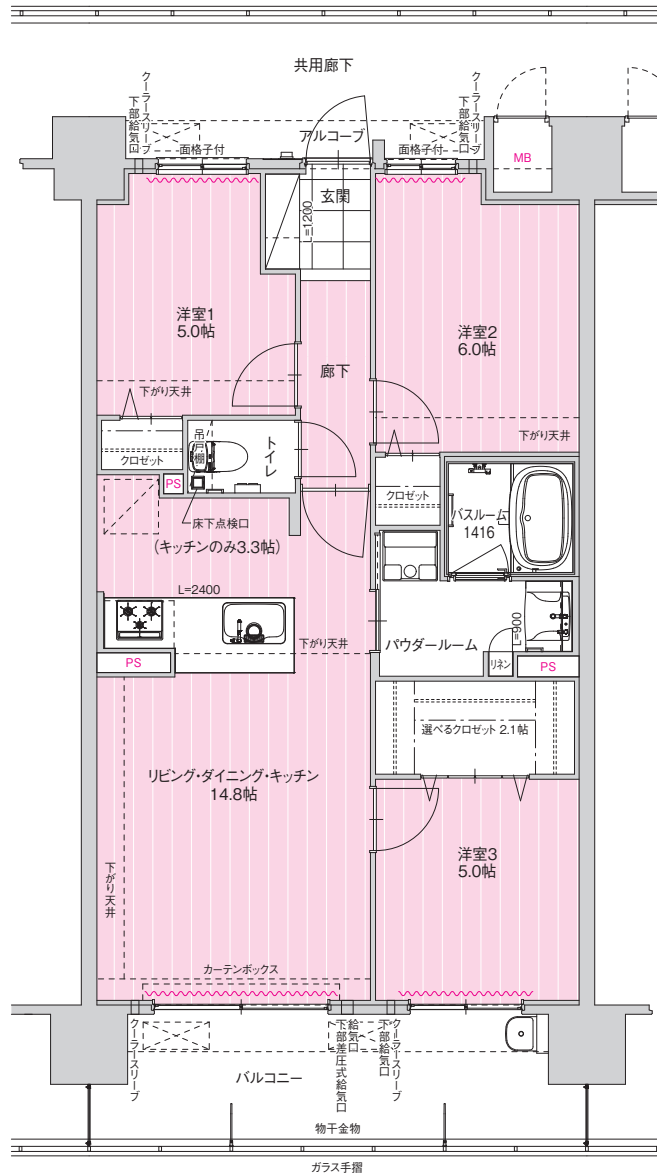 共用廊下
クーラースリーブ
下部給気口
アルコーブ
クーラースリーブ
下部給気口
面格子付
面格子付
MB
玄関
L=1200
洋室1
5.0帖
洋室2
6.0帖
廊下
下がり天井
下がり天井
クロゼット
吊戸棚
トイレ
PS
クロゼット
バスルーム
1416
床下点検口
(キッチンのみ3.3帖)
L=2400
下がり天井
パウダールーム
L=900
リネン
PS
PS
選べるクロゼット 2.1帖
リビング・ダイニング・キッチン
14.8帖
洋室3
5.0帖
下がり天井
カーテンボックス
クーラースリーブ
給気口
下部差圧式給気口
下部給気口
クーラースリーブ
バルコニー
物干金物
ガラス手摺